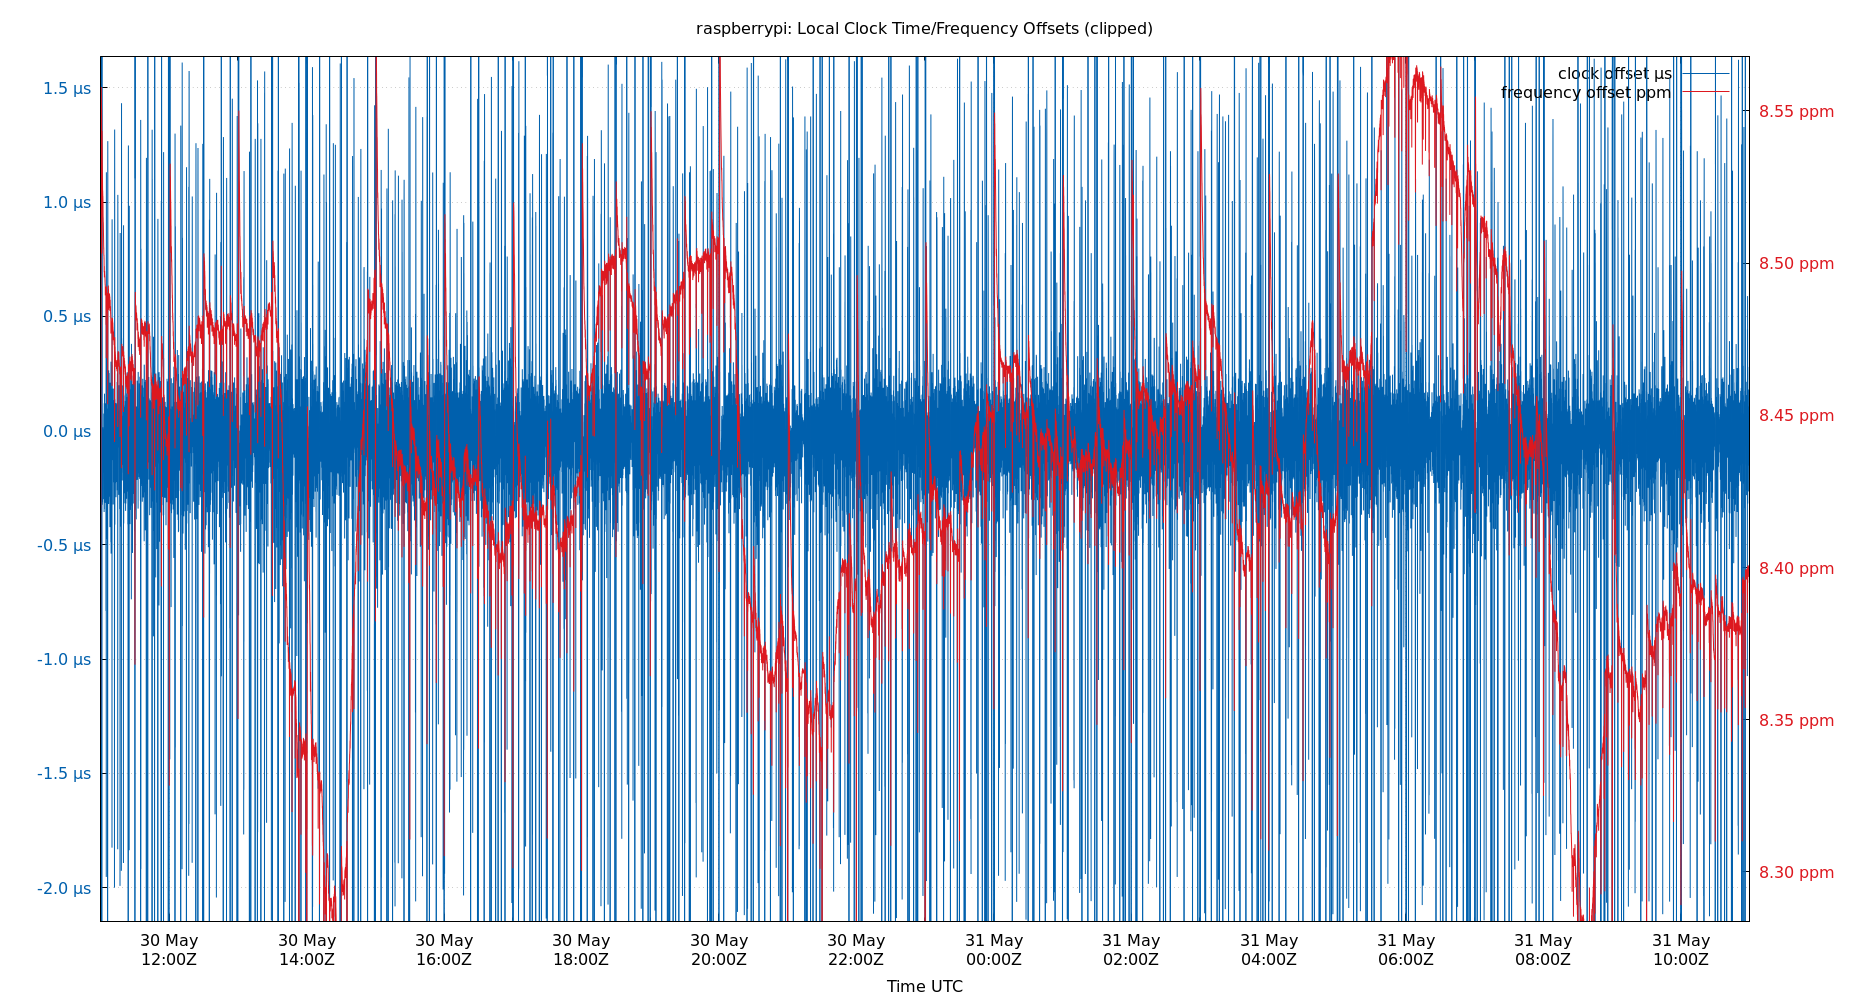 raspberrypi: Local Clock Time/Frequency Offsets (clipped)
clock offset µs
frequency offset ppm
1.5 µs
1.0 µs
0.5 µs
0.0 µs
-0.5 µs
-1.0 µs
-1.5 µs
-2.0 µs
8.55 ppm
8.50 ppm
8.45 ppm
8.40 ppm
8.35 ppm
8.30 ppm
30 May 30 May 30 May 30 May 30 May 30 May 31 May 31 May 31 May 31 May 31 May 31 May
12:00Z 14:00Z 16:00Z 18:00Z 20:00Z 22:00Z 00:00Z 02:00Z 04:00Z 06:00Z 08:00Z 10:00Z
Time UTC